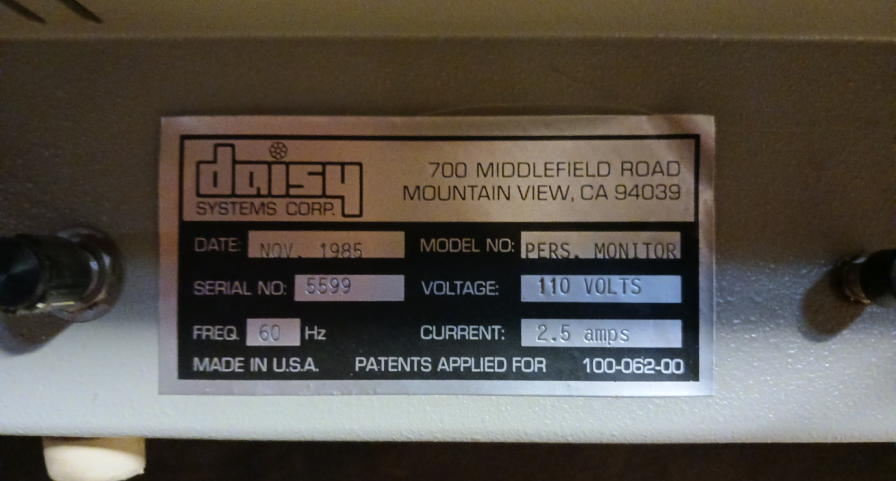 daisy
SYSTEMS CORP.
700 MIDDLEFIELD ROAD
MOUNTAIN VIEW, CA 94039
DATE: NOV. 1985 MODEL NO: PERS. MONITOR
SERIAL NO: 5599 VOLTAGE: 110 VOLTS
FREQ. 60 Hz CURRENT: 2.5 amps
MADE IN U.S.A. PATENTS APPLIED FOR 100-062-00